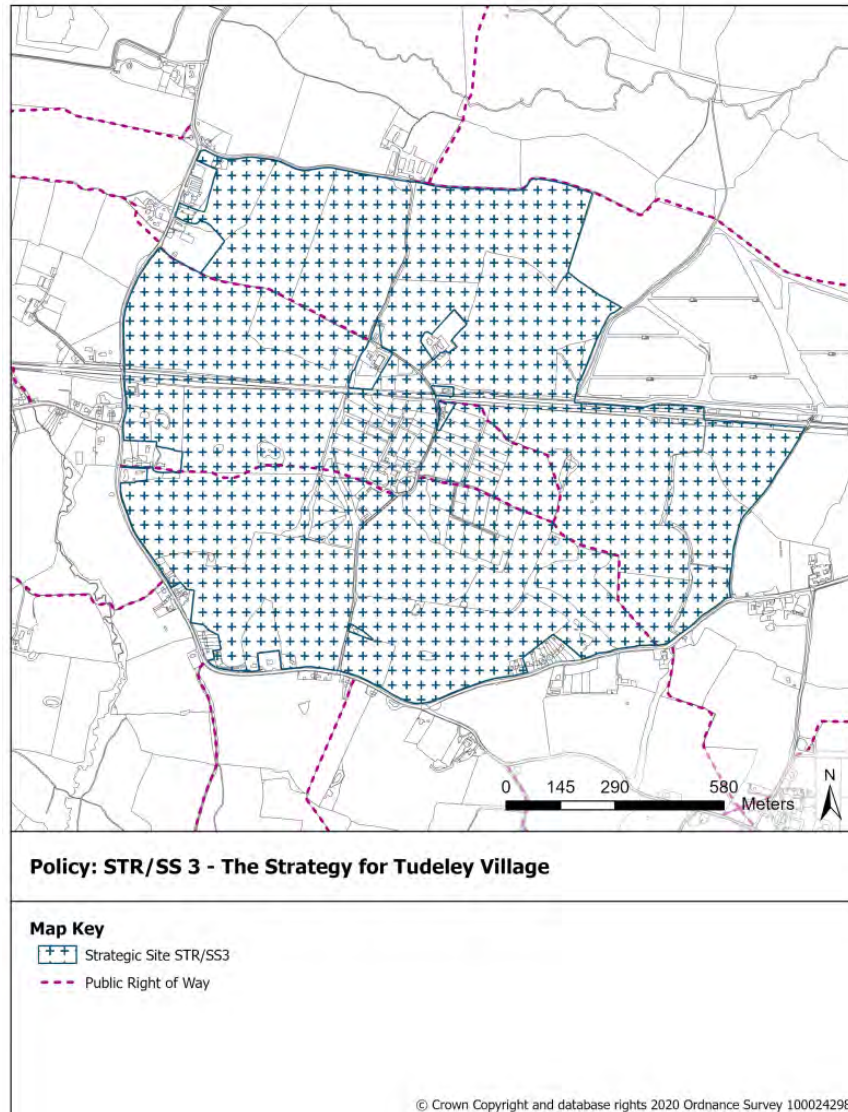 0 145 290 580
Meters
N
Policy: STR/SS 3 - The Strategy for Tudeley Village
Map Key
Strategic Site STR/SS3
Public Right of Way
© Crown Copyright and database rights 2020 Ordnance Survey 100024298